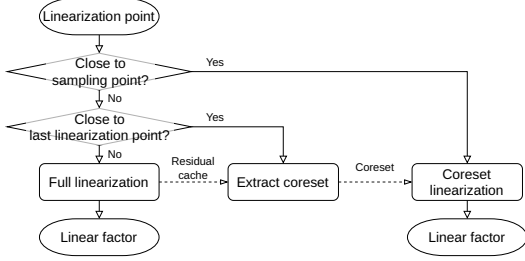 Linearization point
Close to
sampling point?
Yes
No
Close to
last linearization point?
Yes
No
Full linearization
Residual
cache
Extract coreset
Coreset
Coreset
linearization
Linear factor
Linear factor